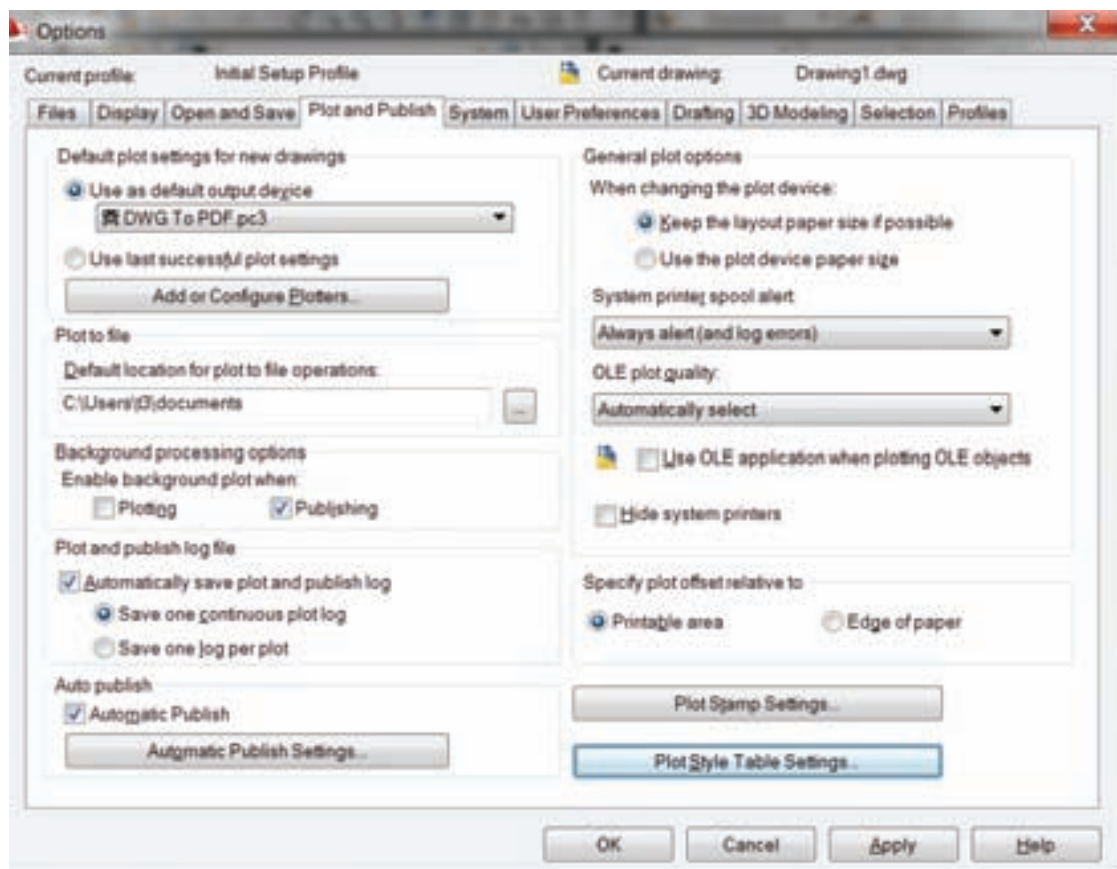 Options
Current profile: Initial Setup Profile Current drawing: Drawing1.dwg
Files Display Open and Save Plot and Publish System User Preferences Drafting 3D Modeling Selection Profiles
Default plot settings for new drawings
Use as default output device
DWG To PDF.pc3
Use last successful plot settings
Add or Configure Plotters...
Plot to file
Default location for plot to file operations:
C:\Users\t3\documents
...
Background processing options
Enable background plot when:
Plotting Publishing
Plot and publish log file
Automatically save plot and publish log
Save one continuous plot log
Save one log per plot
Auto publish
Automatic Publish
Automatic Publish Settings...
General plot options
When changing the plot device:
Keep the layout paper size if possible
Use the plot device paper size
System printer spool alert
Always alert (and log errors)
OLE plot quality:
Automatically select
Use OLE application when plotting OLE objects
Hide system printers
Specify plot offset relative to
Printable area Edge of paper
Plot Stamp Settings...
Plot Style Table Settings...
OK Cancel Apply Help